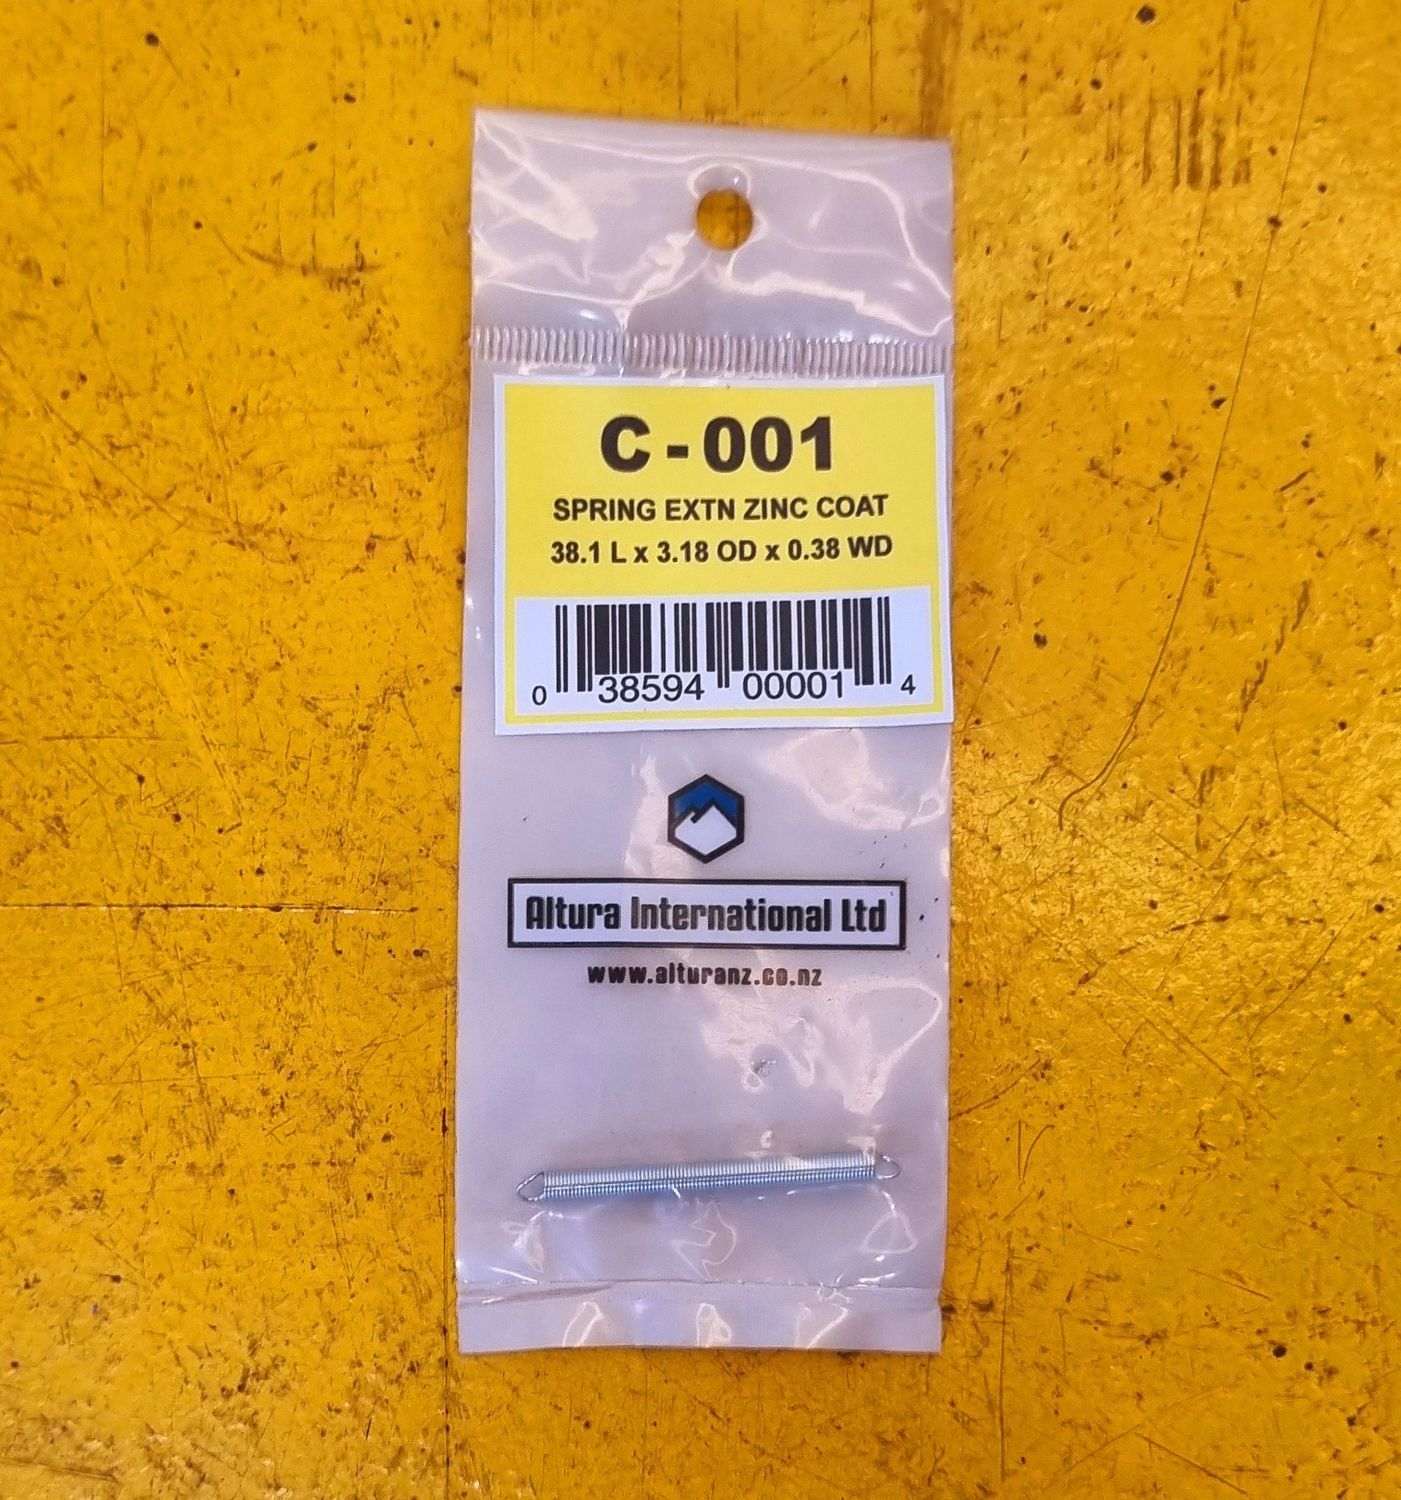 C - 001
SPRING EXTN ZINC COAT
38.1 L x 3.18 OD x 0.38 WD
0 38594 00001 4
Altura International Ltd
www.alturanz.co.nz